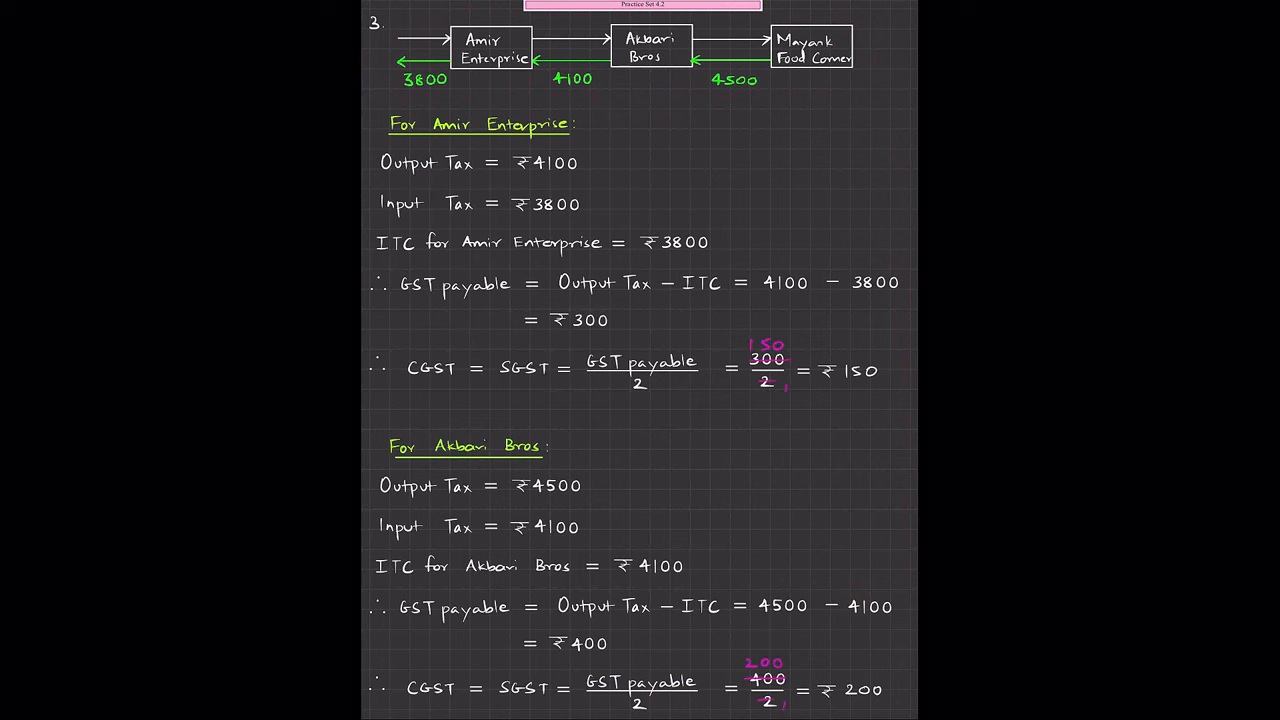 Practice Set 4.2
3.
Amir Enterprise
Akbari Bros
Mayank Food Corner
3800
4100
4500
For Amir Enterprise:
Output Tax = ₹4100
Input Tax = ₹3800
ITC for Amir Enterprise = ₹3800
∴ GST payable = Output Tax - ITC = 4100 - 3800
= ₹300
∴ CGST = SGST = GST payable / 2 = 300 / 2 = ₹150
150
1
For Akbari Bros:
Output Tax = ₹4500
Input Tax = ₹4100
ITC for Akbari Bros = ₹4100
∴ GST payable = Output Tax - ITC = 4500 - 4100
= ₹400
∴ CGST = SGST = GST payable / 2 = 400 / 2 = ₹200
200
1